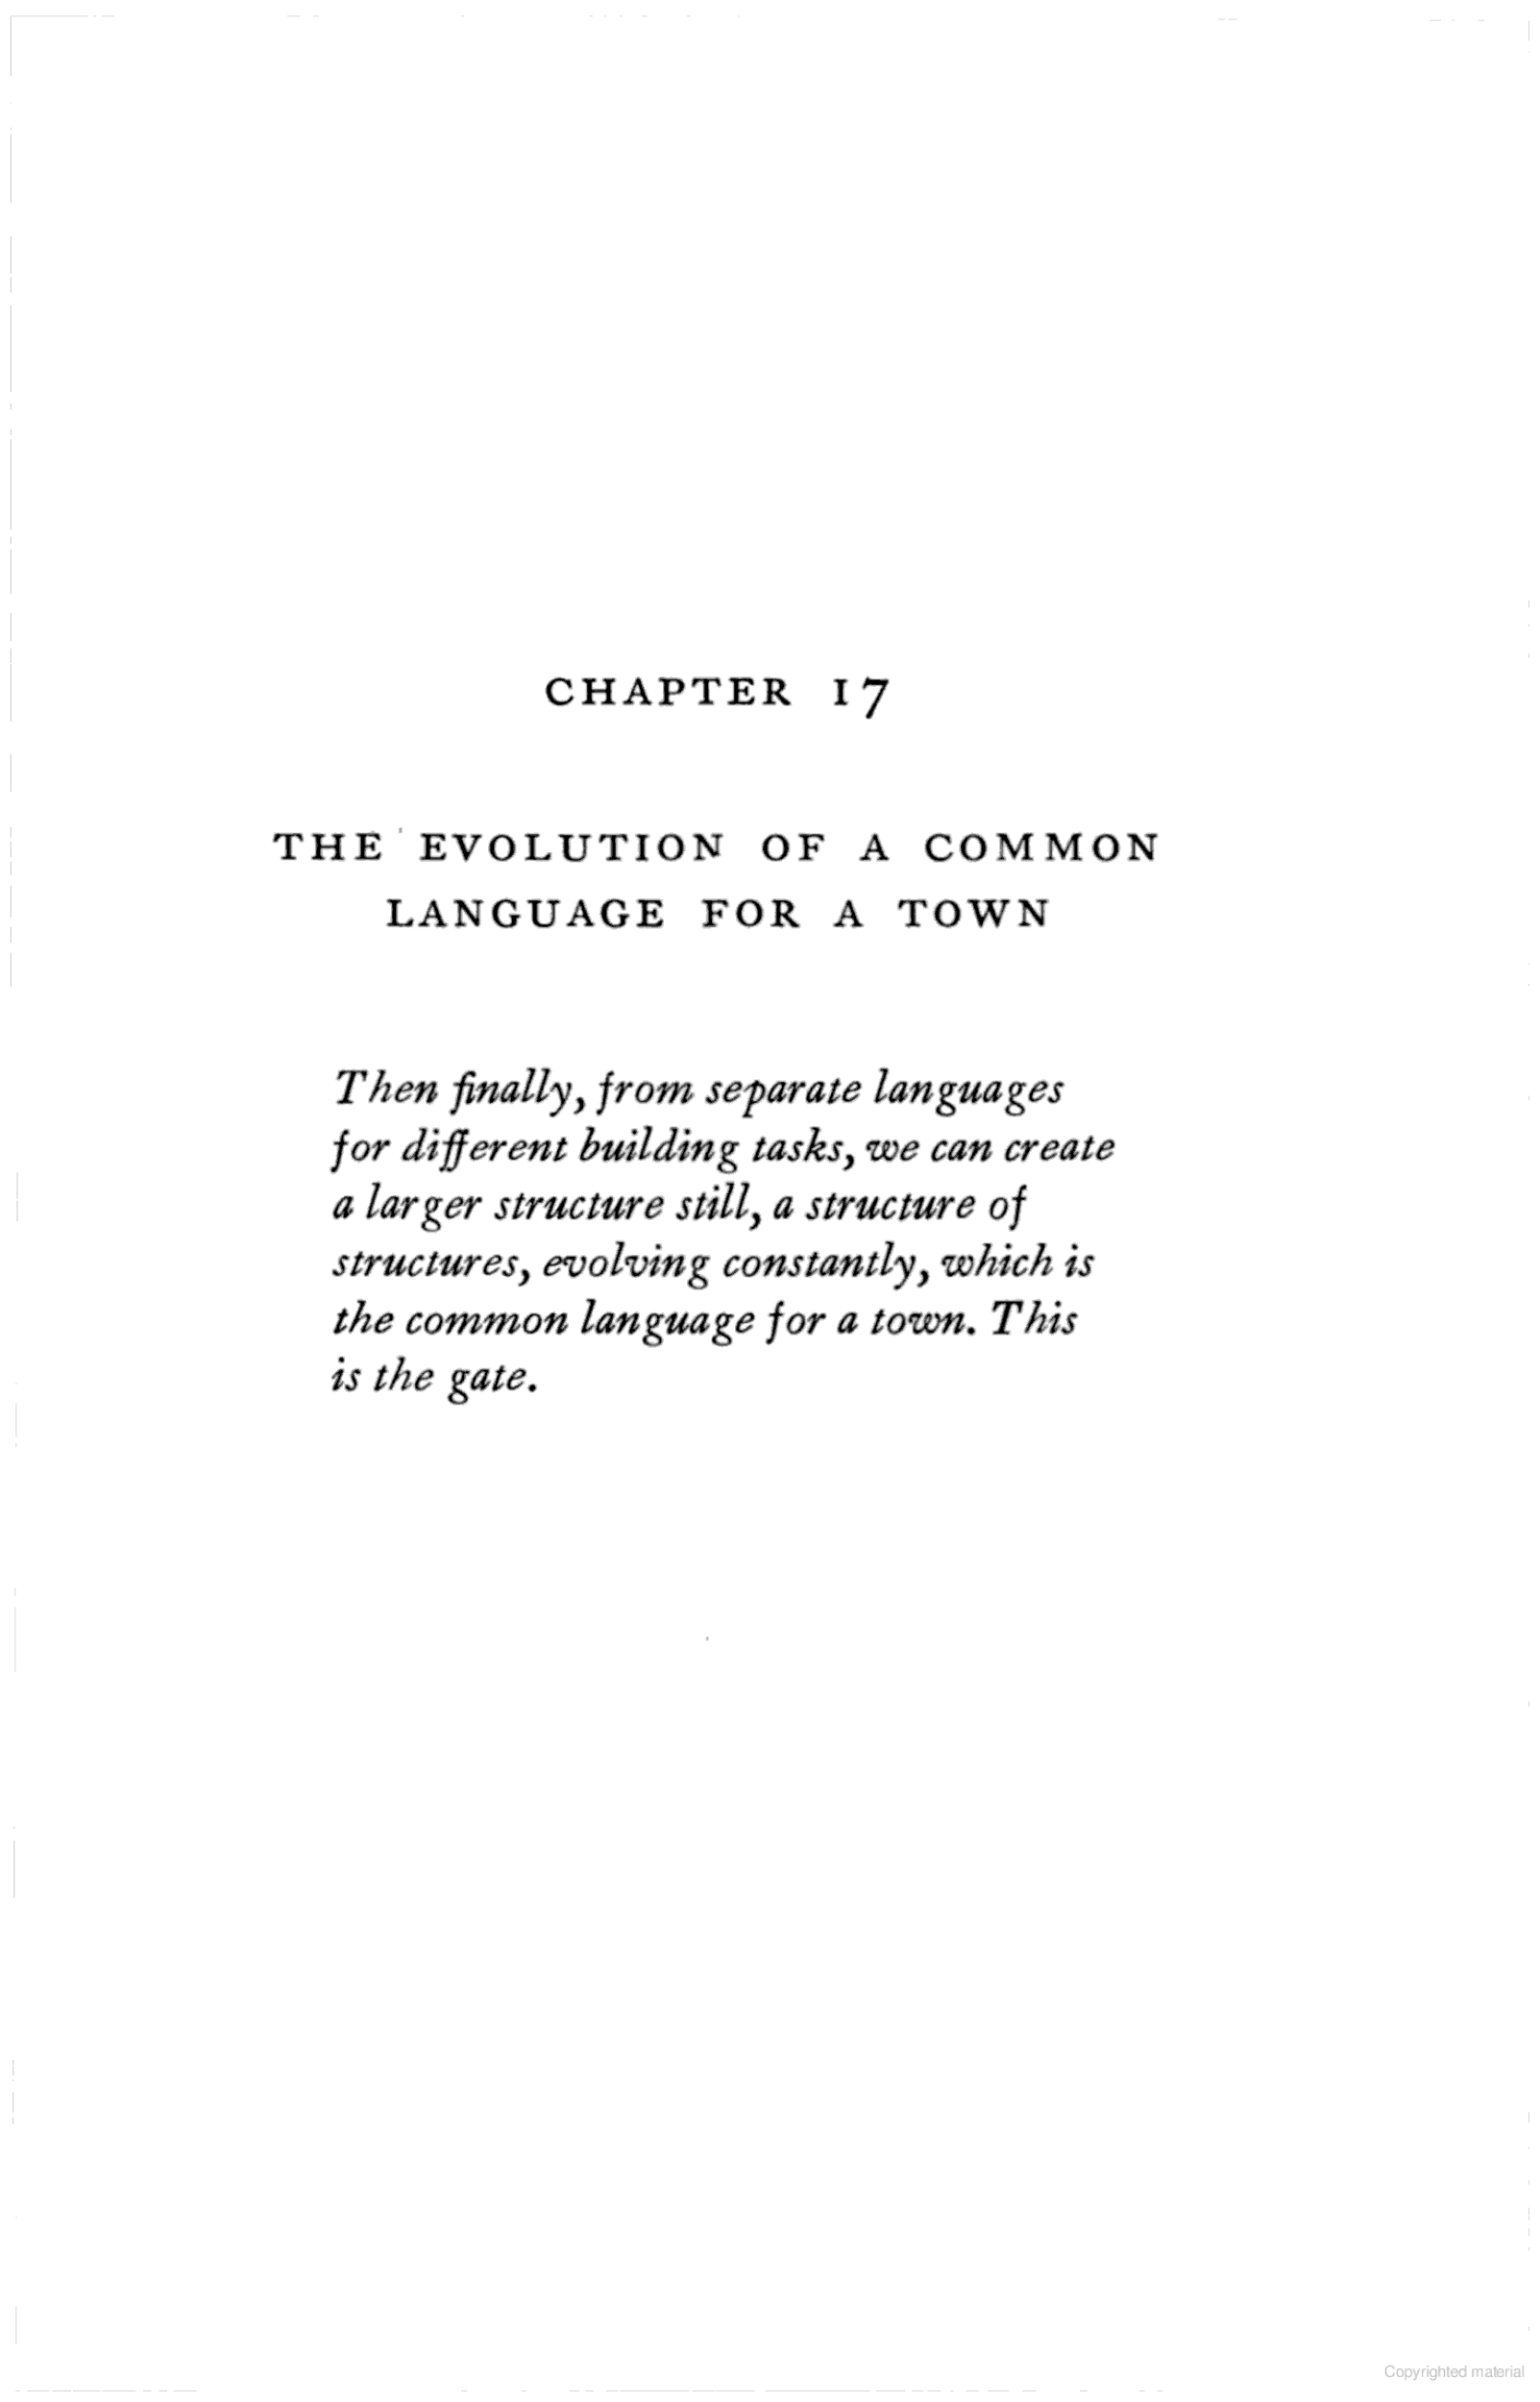 CHAPTER 17
THE EVOLUTION OF A COMMON
LANGUAGE FOR A TOWN
Then finally, from separate languages
for different building tasks, we can create
a larger structure still, a structure of
structures, evolving constantly, which is
the common language for a town. This
is the gate.
Copyrighted material